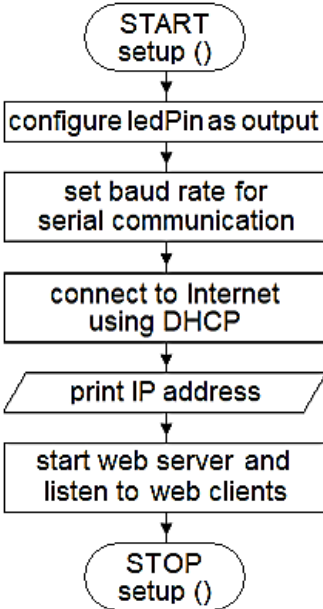 START
setup ()
configure ledPin as output
set baud rate for
serial communication
connect to Internet
using DHCP
print IP address
start web server and
listen to web clients
STOP
setup ()